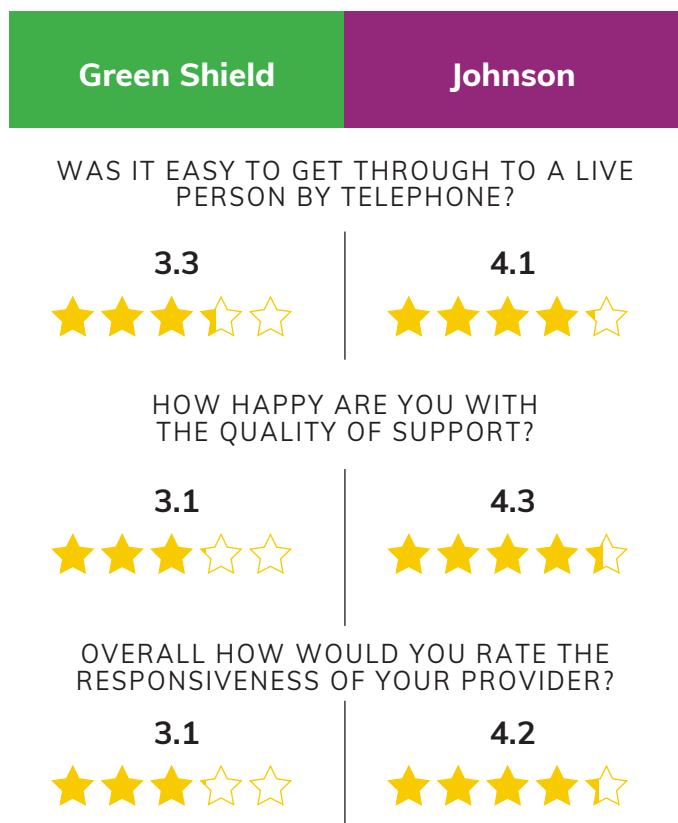 Green Shield Johnson
WAS IT EASY TO GET THROUGH TO A LIVE
PERSON BY TELEPHONE?
3.3 4.1
HOW HAPPY ARE YOU WITH
THE QUALITY OF SUPPORT?
3.1 4.3
OVERALL HOW WOULD YOU RATE THE
RESPONSIVENESS OF YOUR PROVIDER?
3.1 4.2